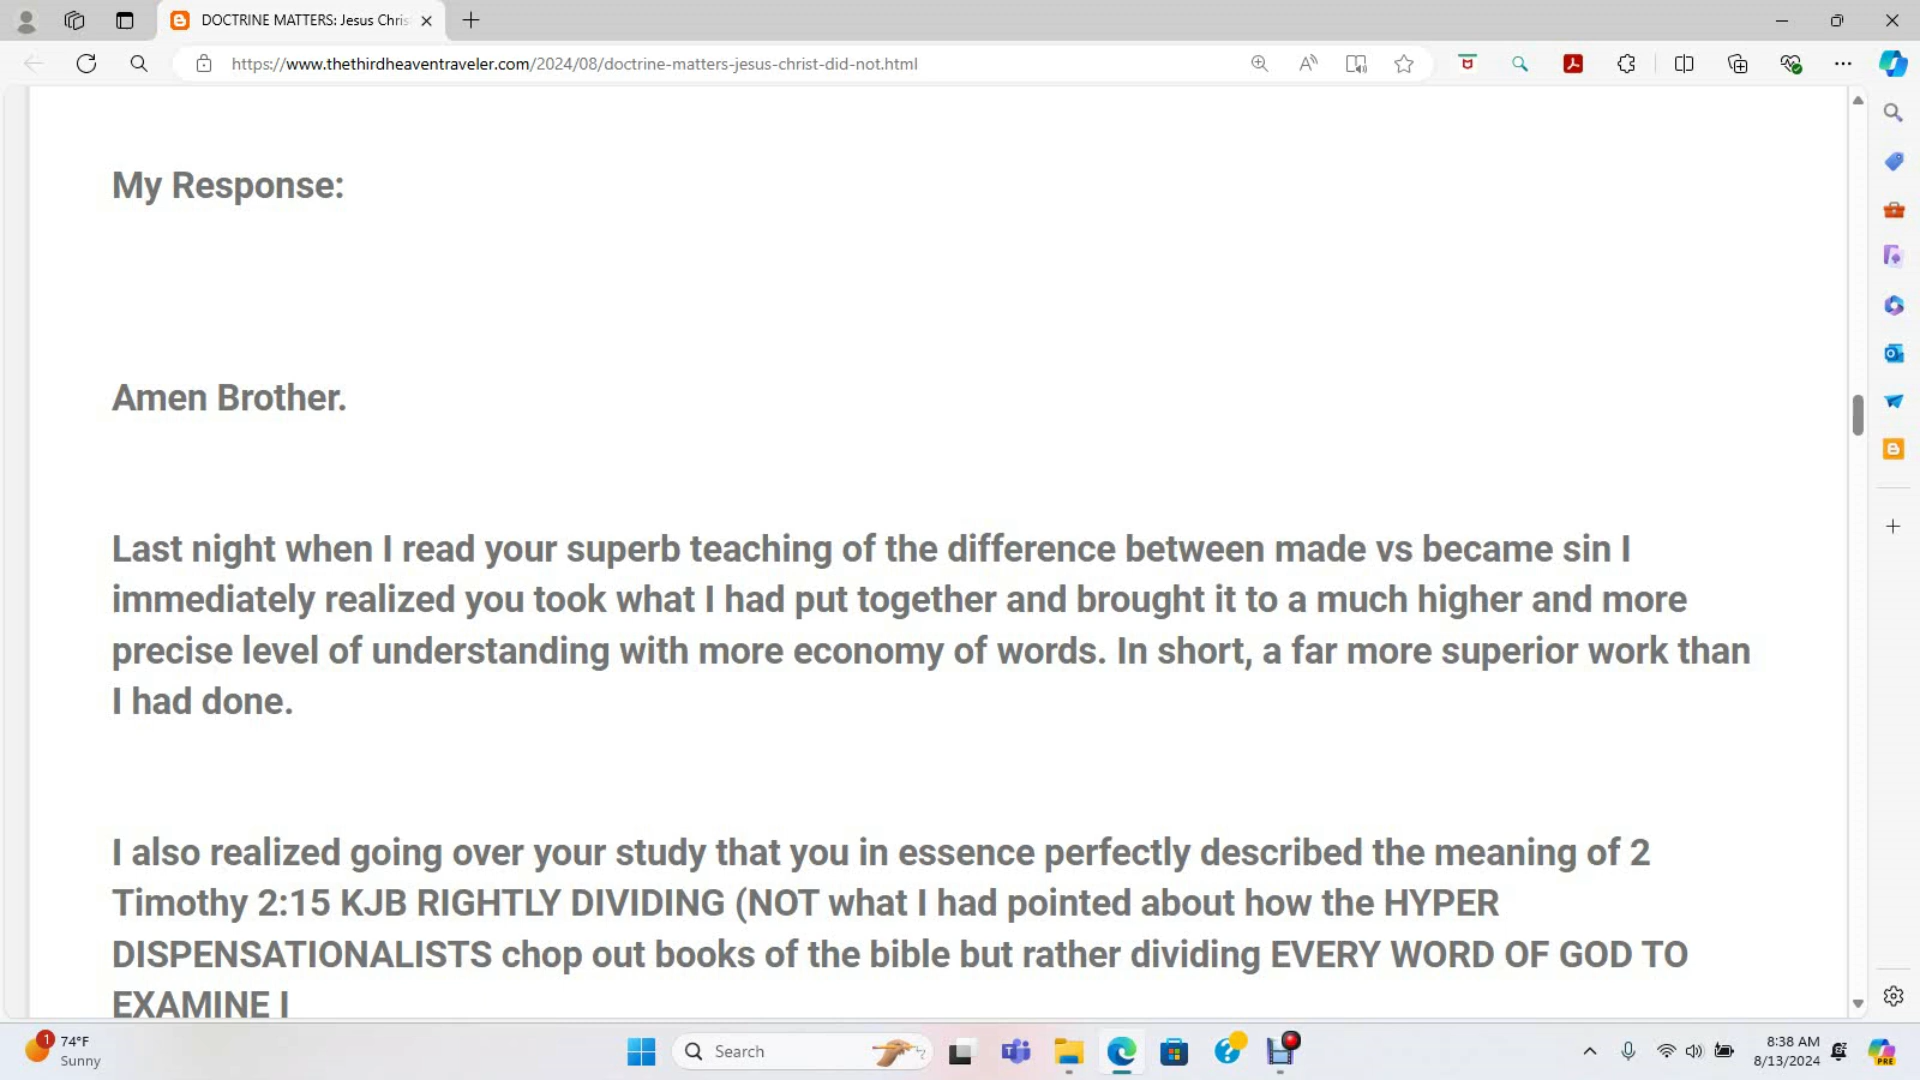 DOCTRINE MATTERS: Jesus Chris
https://www.thethirdheaventraveler.com/2024/08/doctrine-matters-jesus-christ-did-not.html
My Response:
Amen Brother.
Last night when I read your superb teaching of the difference between made vs became sin I
immediately realized you took what I had put together and brought it to a much higher and more
precise level of understanding with more economy of words. In short, a far more superior work than
I had done.
I also realized going over your study that you in essence perfectly described the meaning of 2
Timothy 2:15 KJB RIGHTLY DIVIDING (NOT what I had pointed about how the HYPER
DISPENSATIONALISTS chop out books of the bible but rather dividing EVERY WORD OF GOD TO
EXAMINE I
1
74°F
Sunny
Search
8:38 AM
8/13/2024
PRE